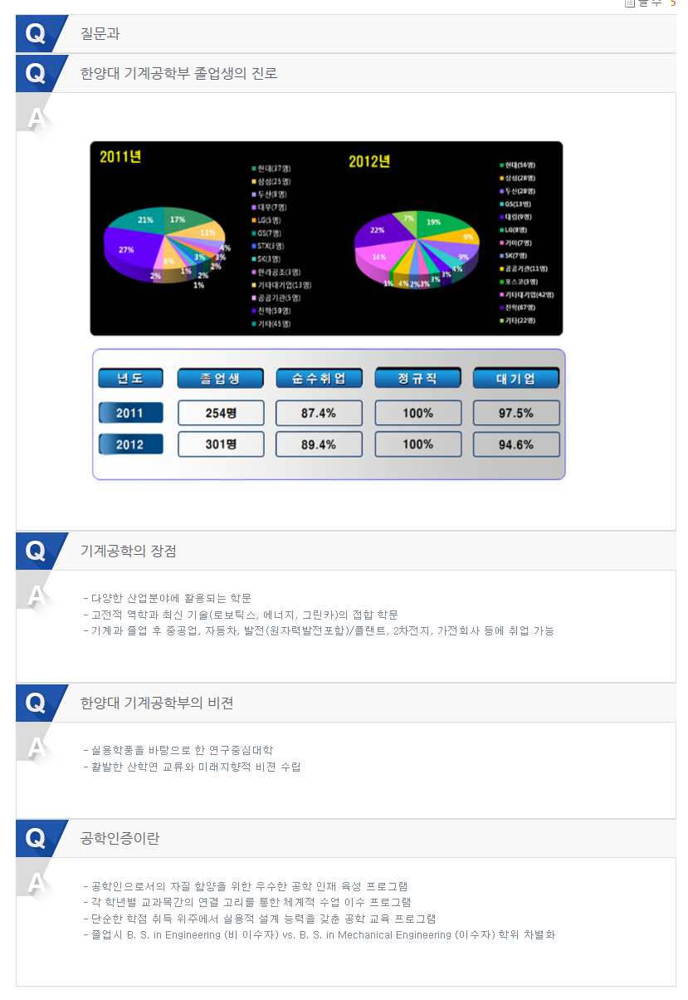 글 수 5
Q 질문과
Q 한양대 기계공학부 졸업생의 진로
A
2011년
현대(37명)
삼성(25명)
두산(8명)
대우(7명)
LG(5명)
GS(7명)
STX(3명)
SK(3명)
한라공조(3명)
기타대기업(13명)
공공기관(5명)
진학(59명)
기타(45명)
21% 17%
11%
4%
3%
2%
3%
2%
1%
1%
6%
2%
27%
2012년
현대(56명)
삼성(28명)
두산(28명)
GS(13명)
대림(9명)
LG(8명)
기아(7명)
SK(7명)
공공기관(11명)
포스코(3명)
기타대기업(42명)
진학(67명)
기타(22명)
7% 19%
9%
9%
4%
3%
3%
3%
2%
4%
1%
14%
22%
년도 졸업생 순수취업 정규직 대기업
2011 254명 87.4% 100% 97.5%
2012 301명 89.4% 100% 94.6%
Q 기계공학의 장점
A
- 다양한 산업분야에 활용되는 학문
- 고전적 역학과 최신 기술(로보틱스, 에너지, 그린카)의 접합 학문
- 기계과 졸업 후 중공업, 자동차, 발전(원자력발전포함)/플랜트, 2차전지, 가전회사 등에 취업 가능
Q 한양대 기계공학부의 비젼
A
- 실용학풍을 바탕으로 한 연구중심대학
- 활발한 산학연 교류와 미래지향적 비젼 수립
Q 공학인증이란
A
- 공학인으로서의 자질 함양을 위한 우수한 공학 인재 육성 프로그램
- 각 학년별 교과목간의 연결 고리를 통한 체계적 수업 이수 프로그램
- 단순한 학점 취득 위주에서 실용적 설계 능력을 갖춘 공학 교육 프로그램
- 졸업시 B. S. in Engineering (비 이수자) vs. B. S. in Mechanical Engineering (이수자) 학위 차별화